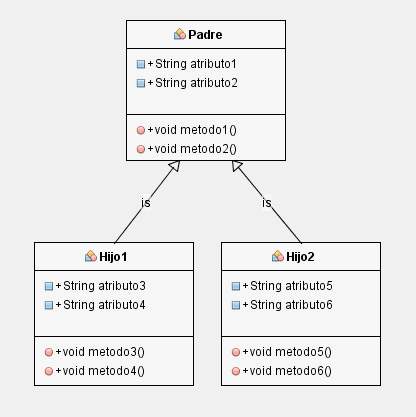 Padre
+ String atributo1
+ String atributo2
+void metodo1()
+void metodo2()
is
is
Hijo1
+ String atributo3
+ String atributo4
+void metodo3()
+void metodo4()
Hijo2
+ String atributo5
+ String atributo6
+void metodo5()
+void metodo6()